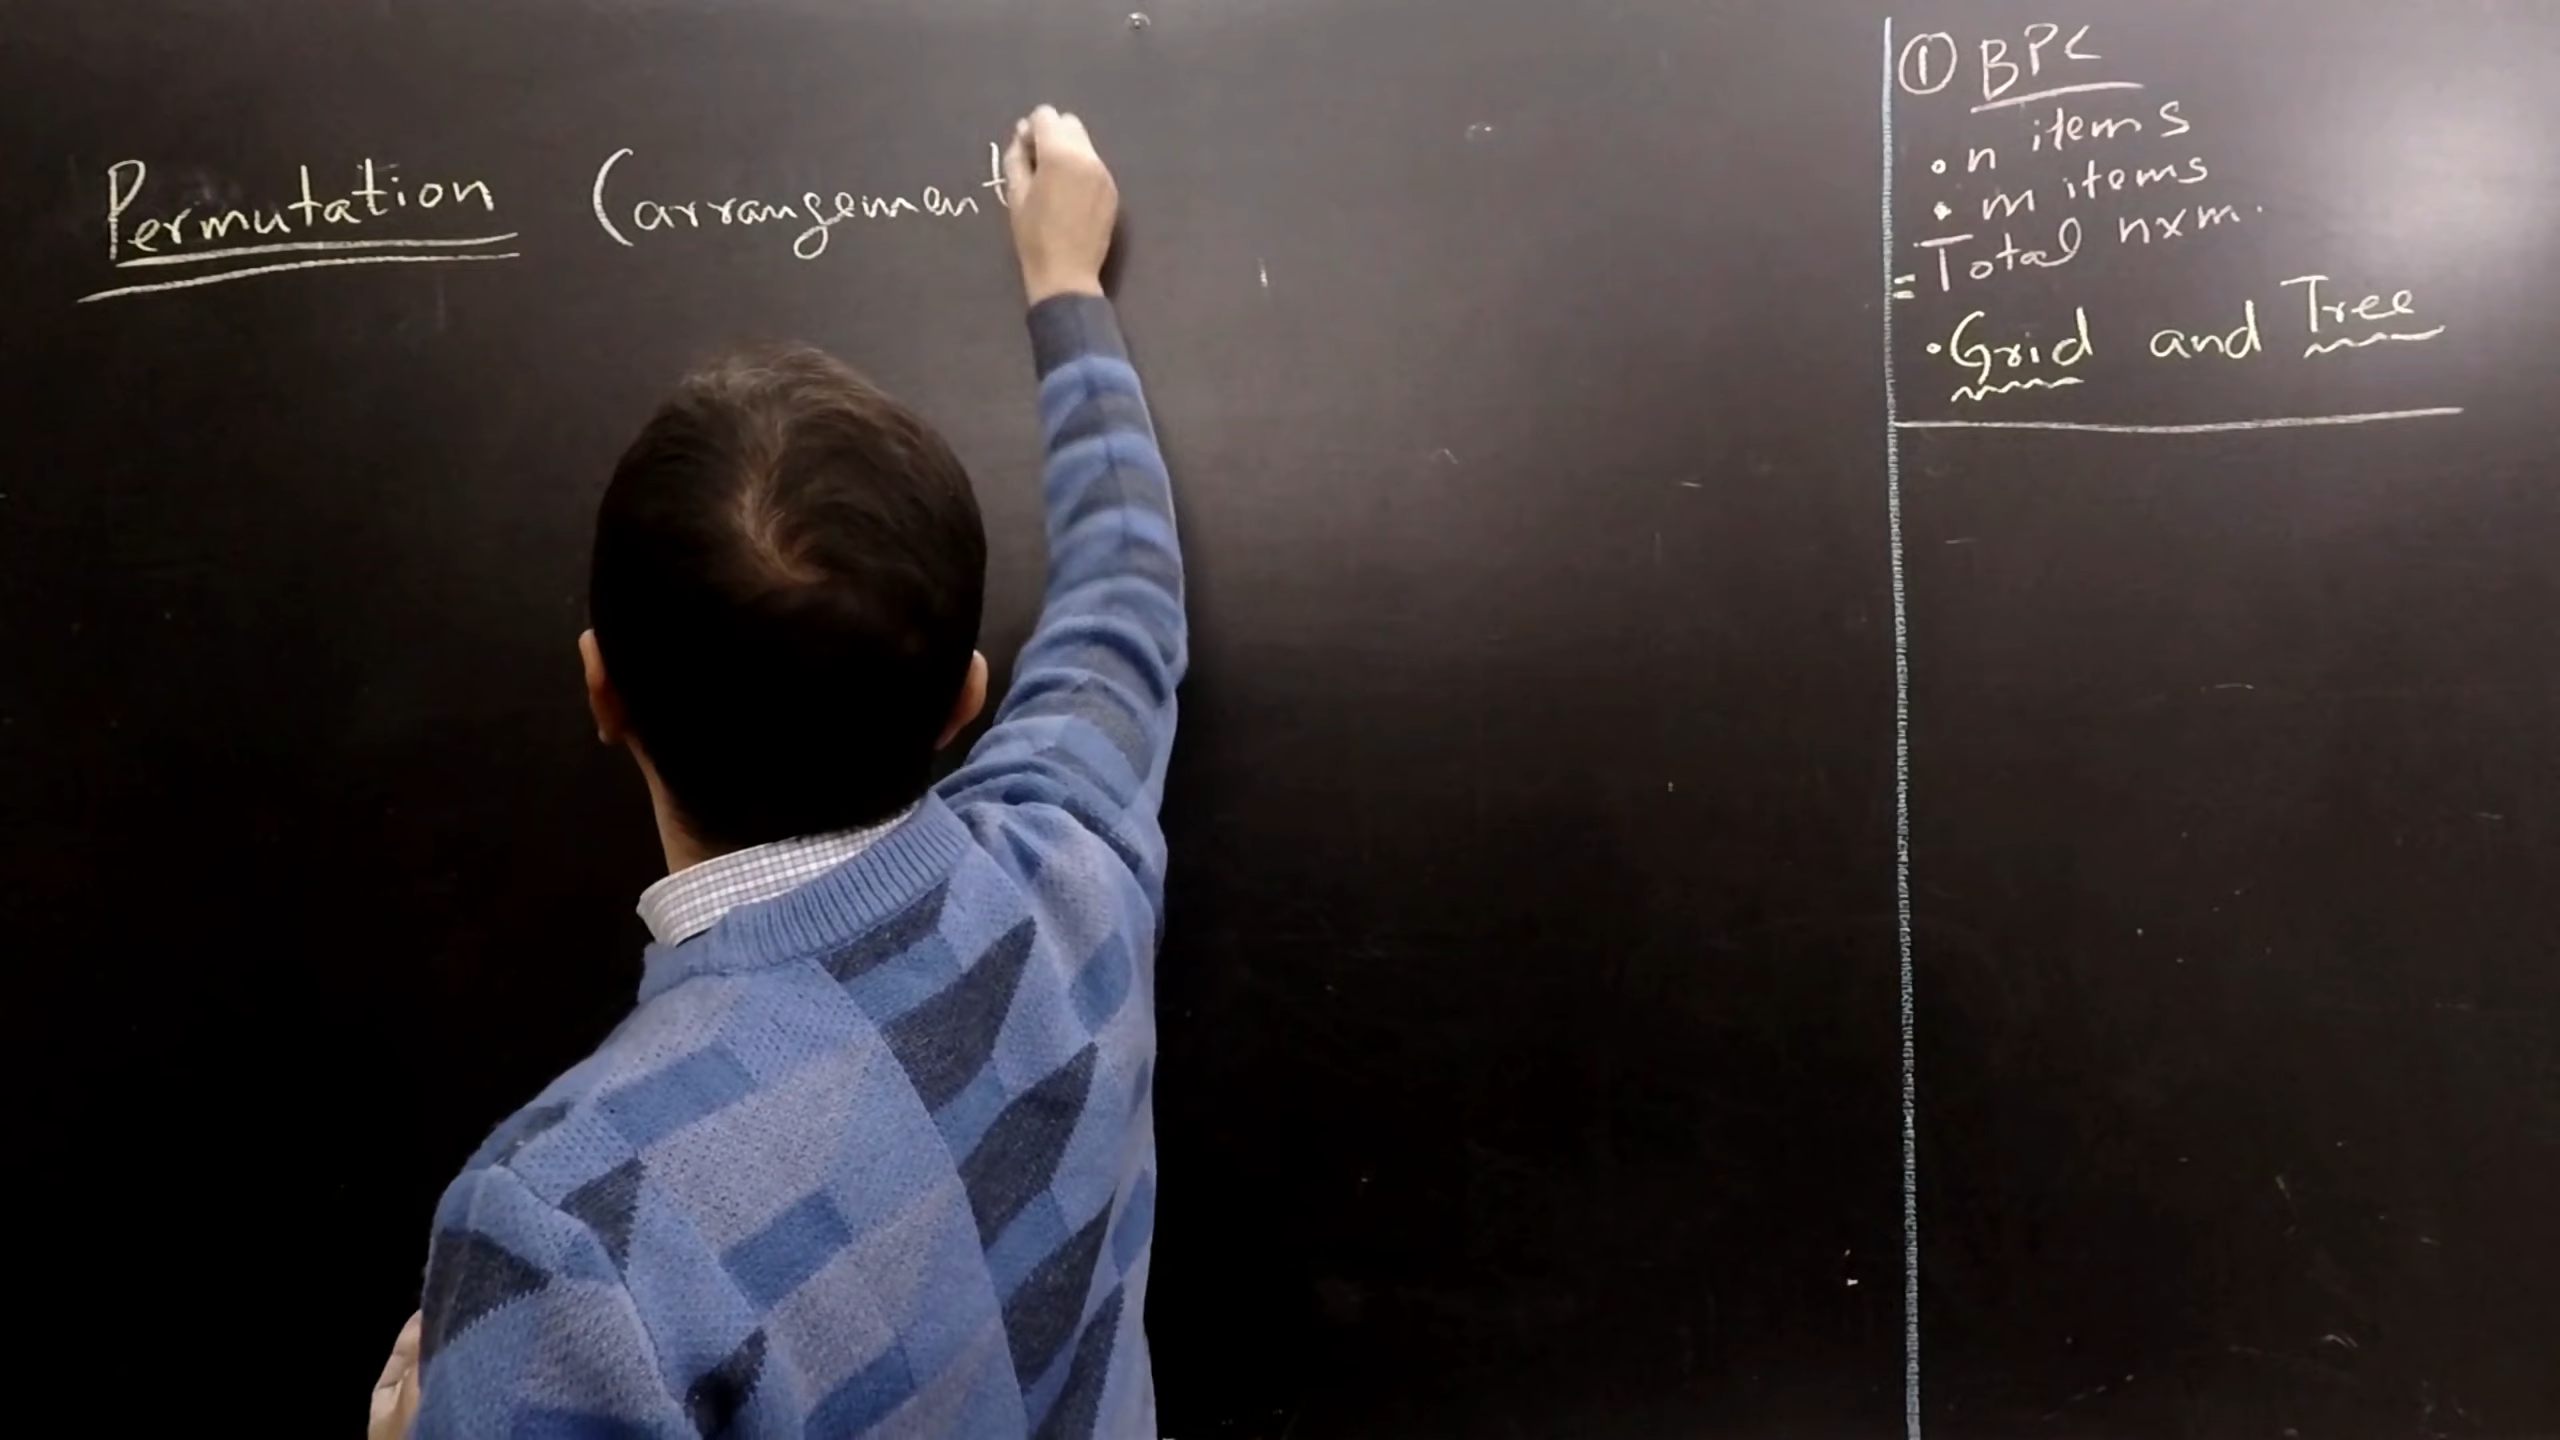 Permutation (arrangement
① BPC
• n items
• m items
= Total n×m.
• Grid and Tree